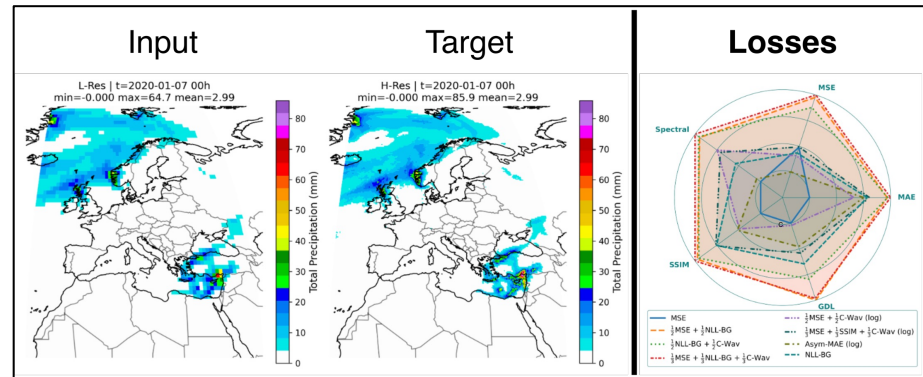 Input
Target
Losses
L-Res | t=2020-01-07 00h
min=-0.000 max=64.7 mean=2.99
80
70
60
50
40
30
20
10
0
Total Precipitation (mm)
H-Res | t=2020-01-07 00h
min=-0.000 max=85.9 mean=2.99
80
70
60
50
40
30
20
10
0
Total Precipitation (mm)
MSE
Spectral
MAE
SSIM
GDL
MSE
½MSE + ½NLL-BG
½NLL-BG + ½C-Wav
⅓MSE + ⅓NLL-BG + ⅓C-Wav
½MSE + ½C-Wav (log)
⅓MSE + ⅓SSIM + ⅓C-Wav (log)
Asym-MAE (log)
NLL-BG